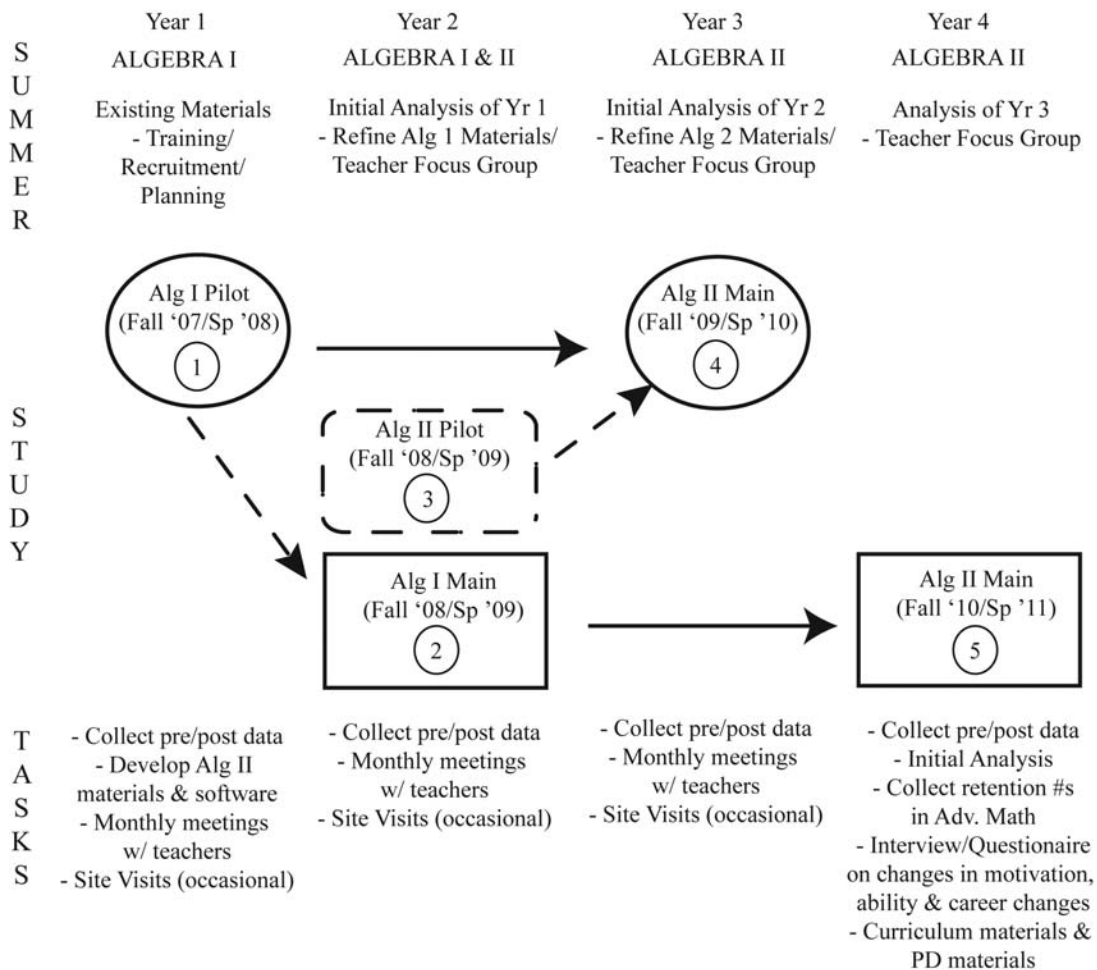 SUMMER
Year 1
ALGEBRA I
Existing Materials
- Training/
Recruitment/
Planning
Year 2
ALGEBRA I & II
Initial Analysis of Yr 1
- Refine Alg 1 Materials/
Teacher Focus Group
Year 3
ALGEBRA II
Initial Analysis of Yr 2
- Refine Alg 2 Materials/
Teacher Focus Group
Year 4
ALGEBRA II
Analysis of Yr 3
- Teacher Focus Group
STUDY
Alg I Pilot
(Fall ‘07/Sp ’08)
1
Alg II Main
(Fall ‘09/Sp ’10)
4
Alg II Pilot
(Fall ‘08/Sp ’09)
3
Alg I Main
(Fall ‘08/Sp ’09)
2
Alg II Main
(Fall ‘10/Sp ’11)
5
TASKS
- Collect pre/post data
- Develop Alg II
materials & software
- Monthly meetings
w/ teachers
- Site Visits (occasional)
- Collect pre/post data
- Monthly meetings
w/ teachers
- Site Visits (occasional)
- Collect pre/post data
- Monthly meetings
w/ teachers
- Site Visits (occasional)
- Collect pre/post data
- Initial Analysis
- Collect retention #s
in Adv. Math
- Interview/Questionaire
on changes in motivation,
ability & career changes
- Curriculum materials &
PD materials